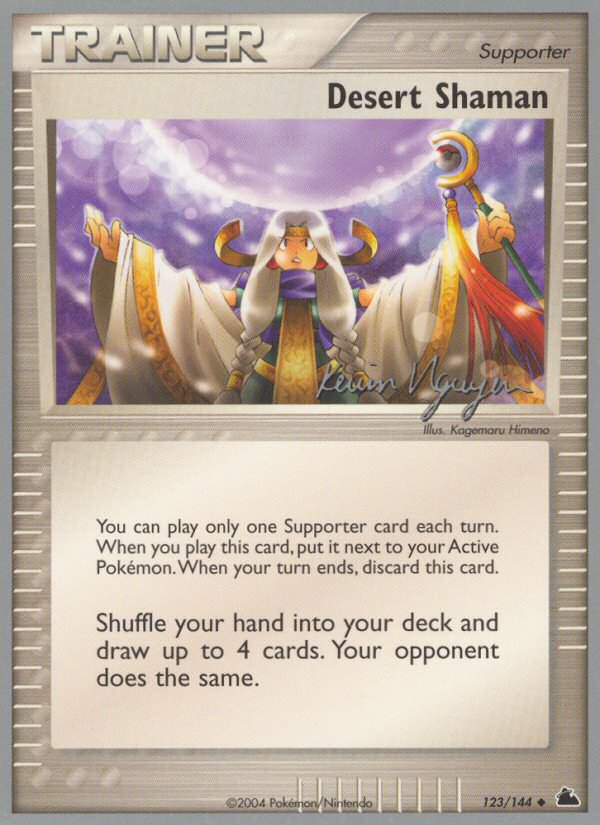 TRAINER
Supporter
Desert Shaman
Kevin Nguyen
Illus. Kagemaru Himeno
You can play only one Supporter card each turn.
When you play this card, put it next to your Active
Pokémon. When your turn ends, discard this card.
Shuffle your hand into your deck and
draw up to 4 cards. Your opponent
does the same.
©2004 Pokémon/Nintendo
123/144 ◆